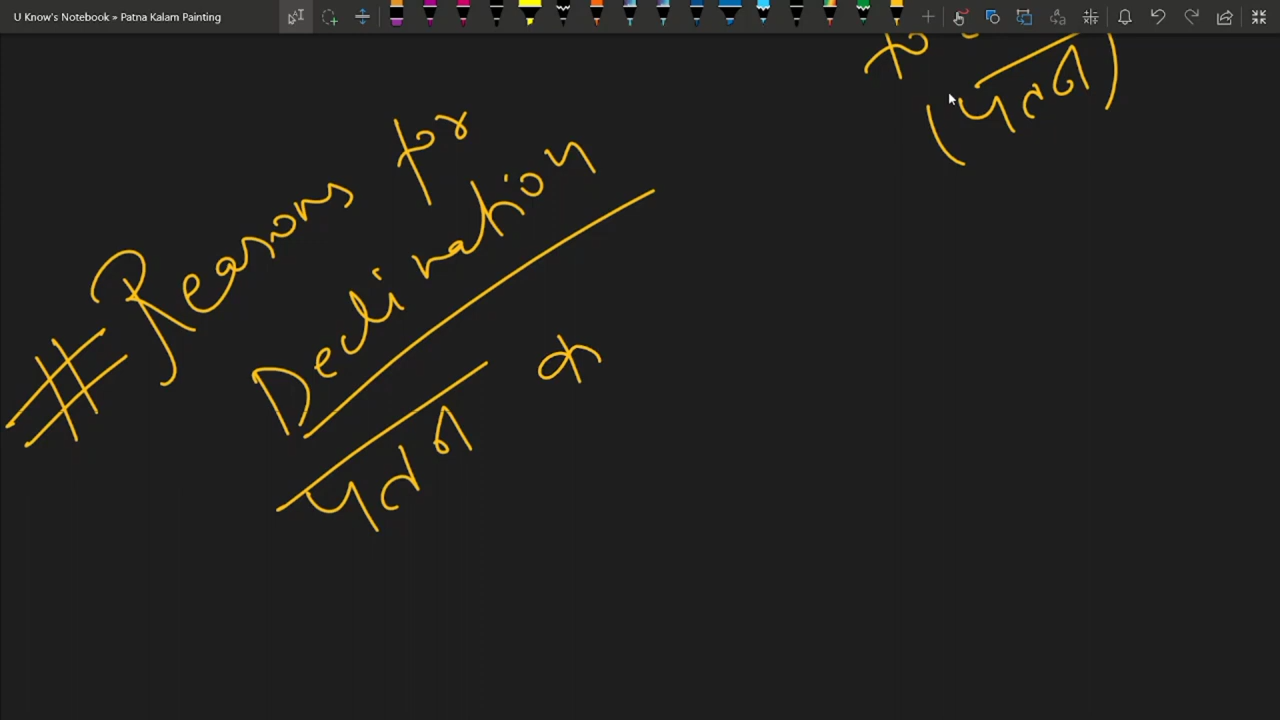 U Know's Notebook » Patna Kalam Painting
(पतन)
# Reasons for
Declination
पतन क